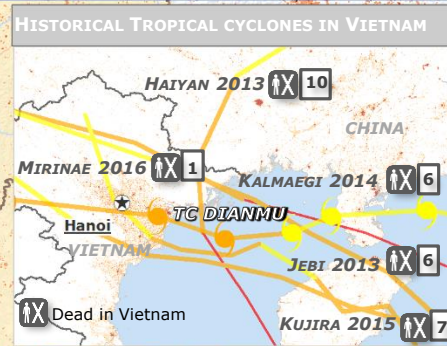 HISTORICAL TROPICAL CYCLONES IN VIETNAM
HAIYAN 2013 10
CHINA
MIRINAE 2016 1
KALMAEGI 2014 6
TC DIANMU
Hanoi
VIETNAM
JEBI 2013 6
Dead in Vietnam
KUJIRA 2015 7